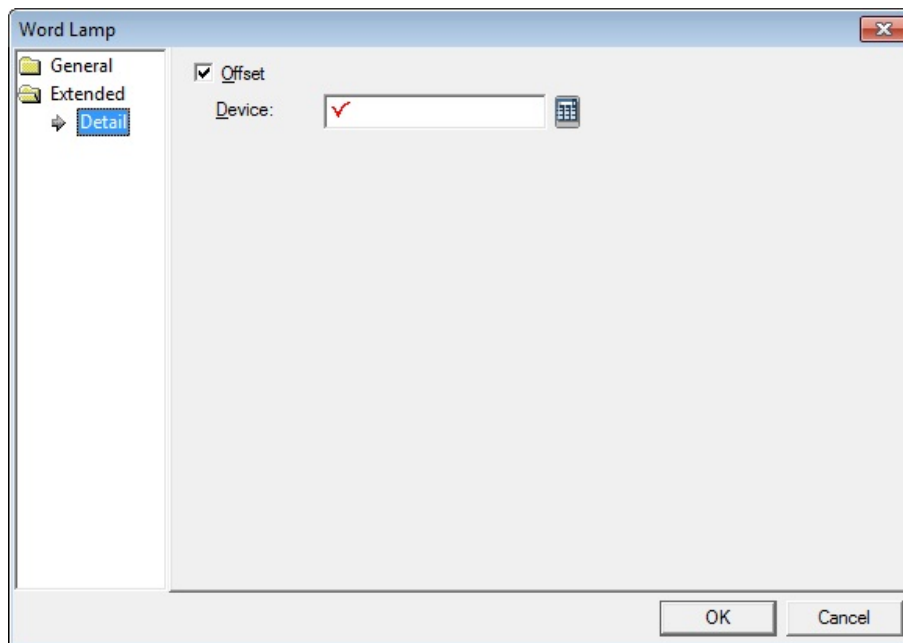 Word Lamp
General
Extended
Detail
Offset
Device:
OK
Cancel